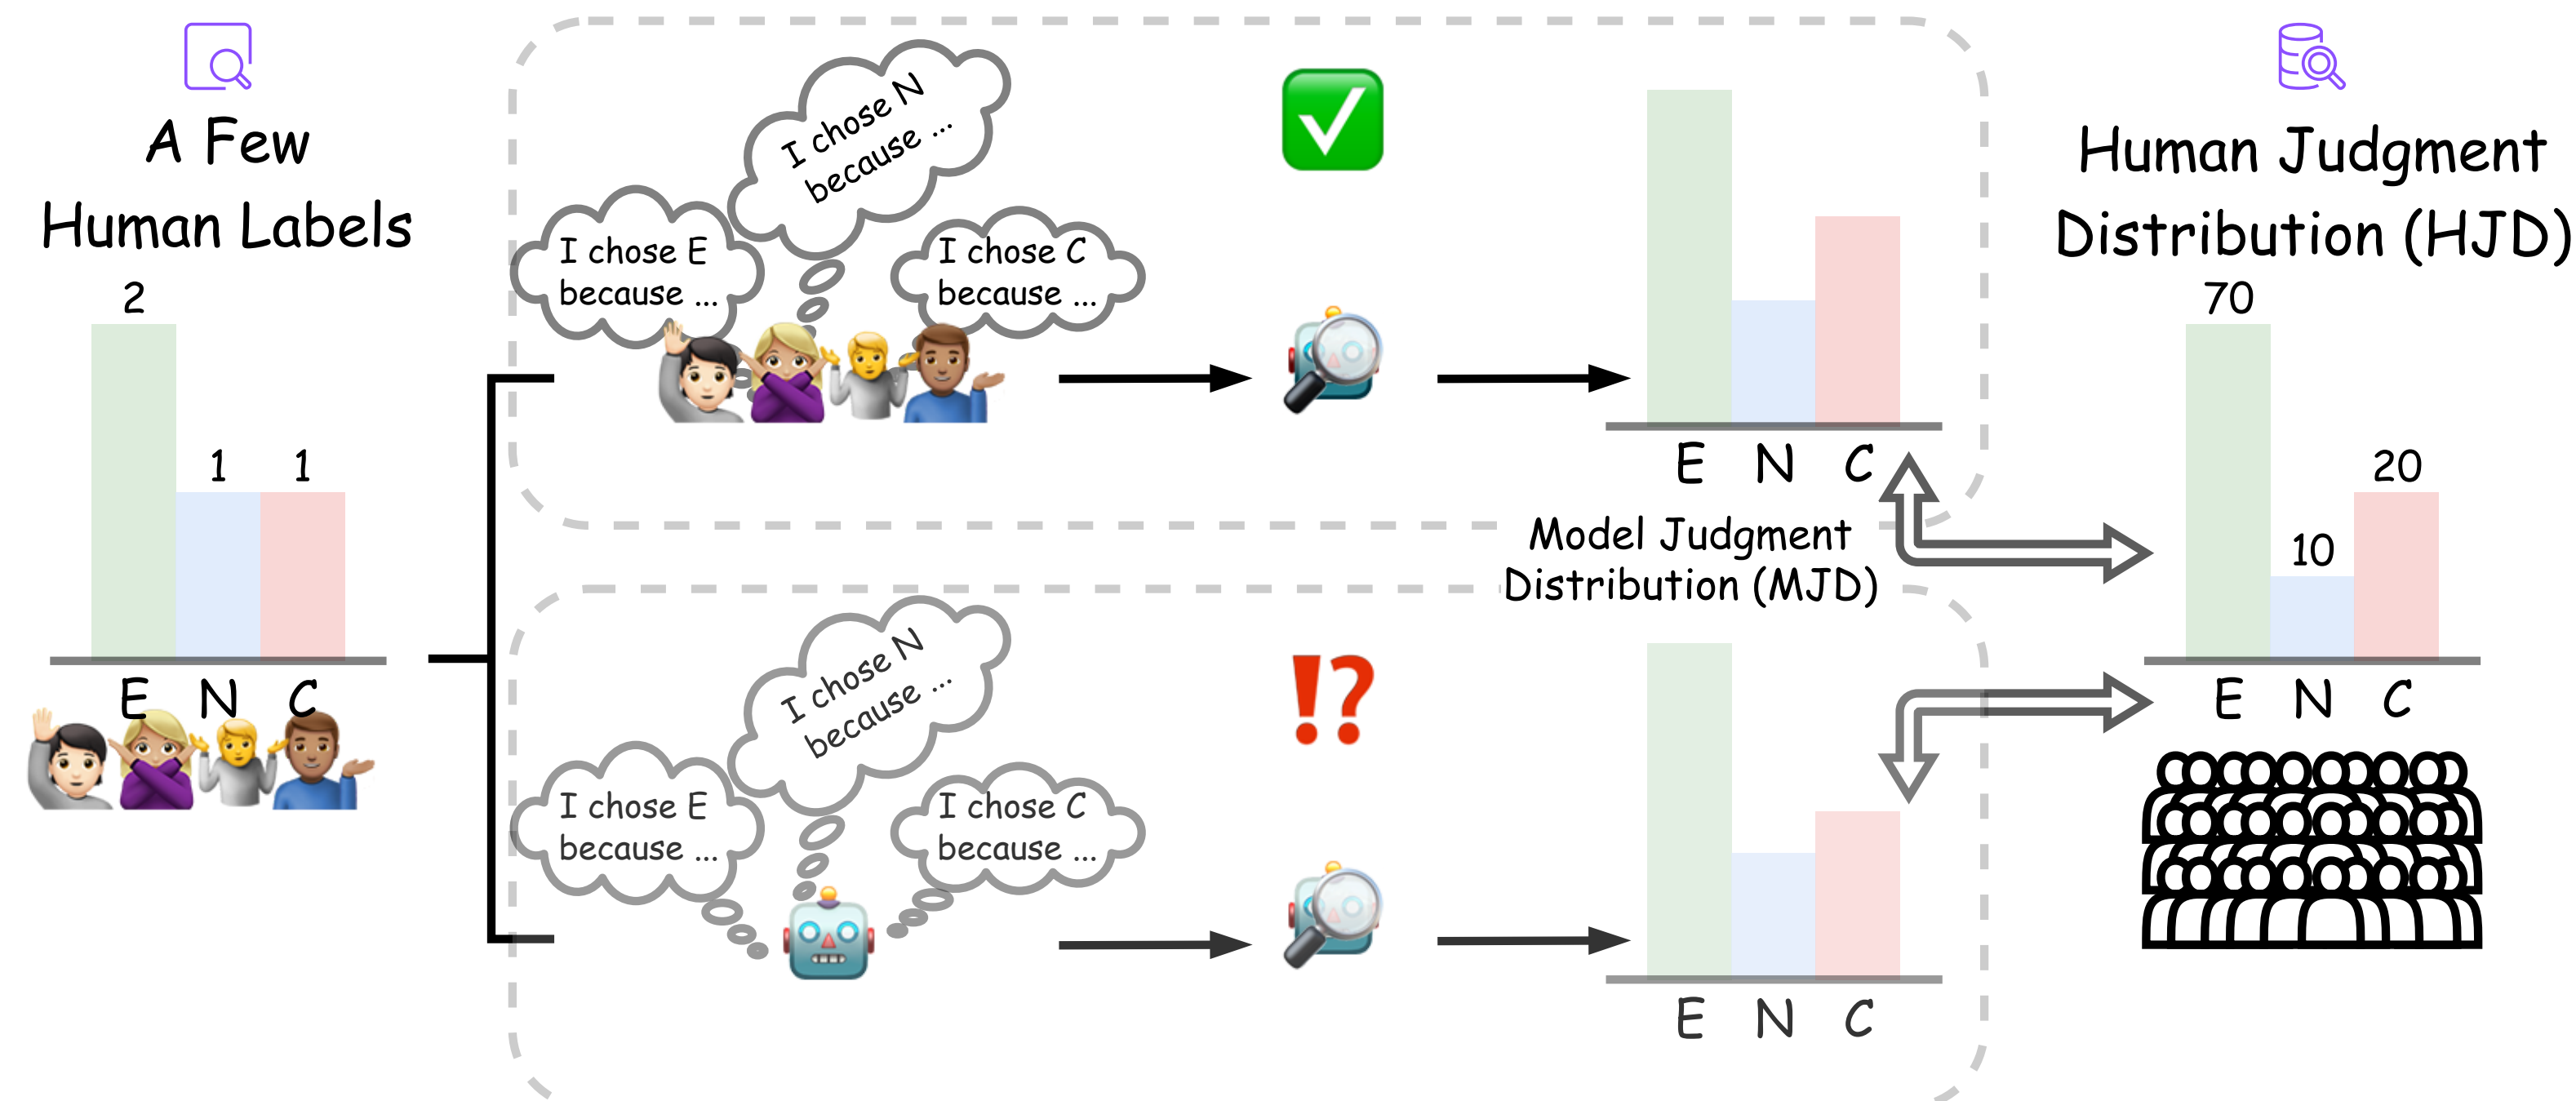 A Few
Human Labels
2
1 1
E N C
I chose N
because ...
I chose E
because ...
I chose C
because ...
E N C
Model Judgment
Distribution (MJD)
I chose N
because ...
I chose E
because ...
I chose C
because ...
⁉
E N C
Human Judgment
Distribution (HJD)
70
10
20
E N C